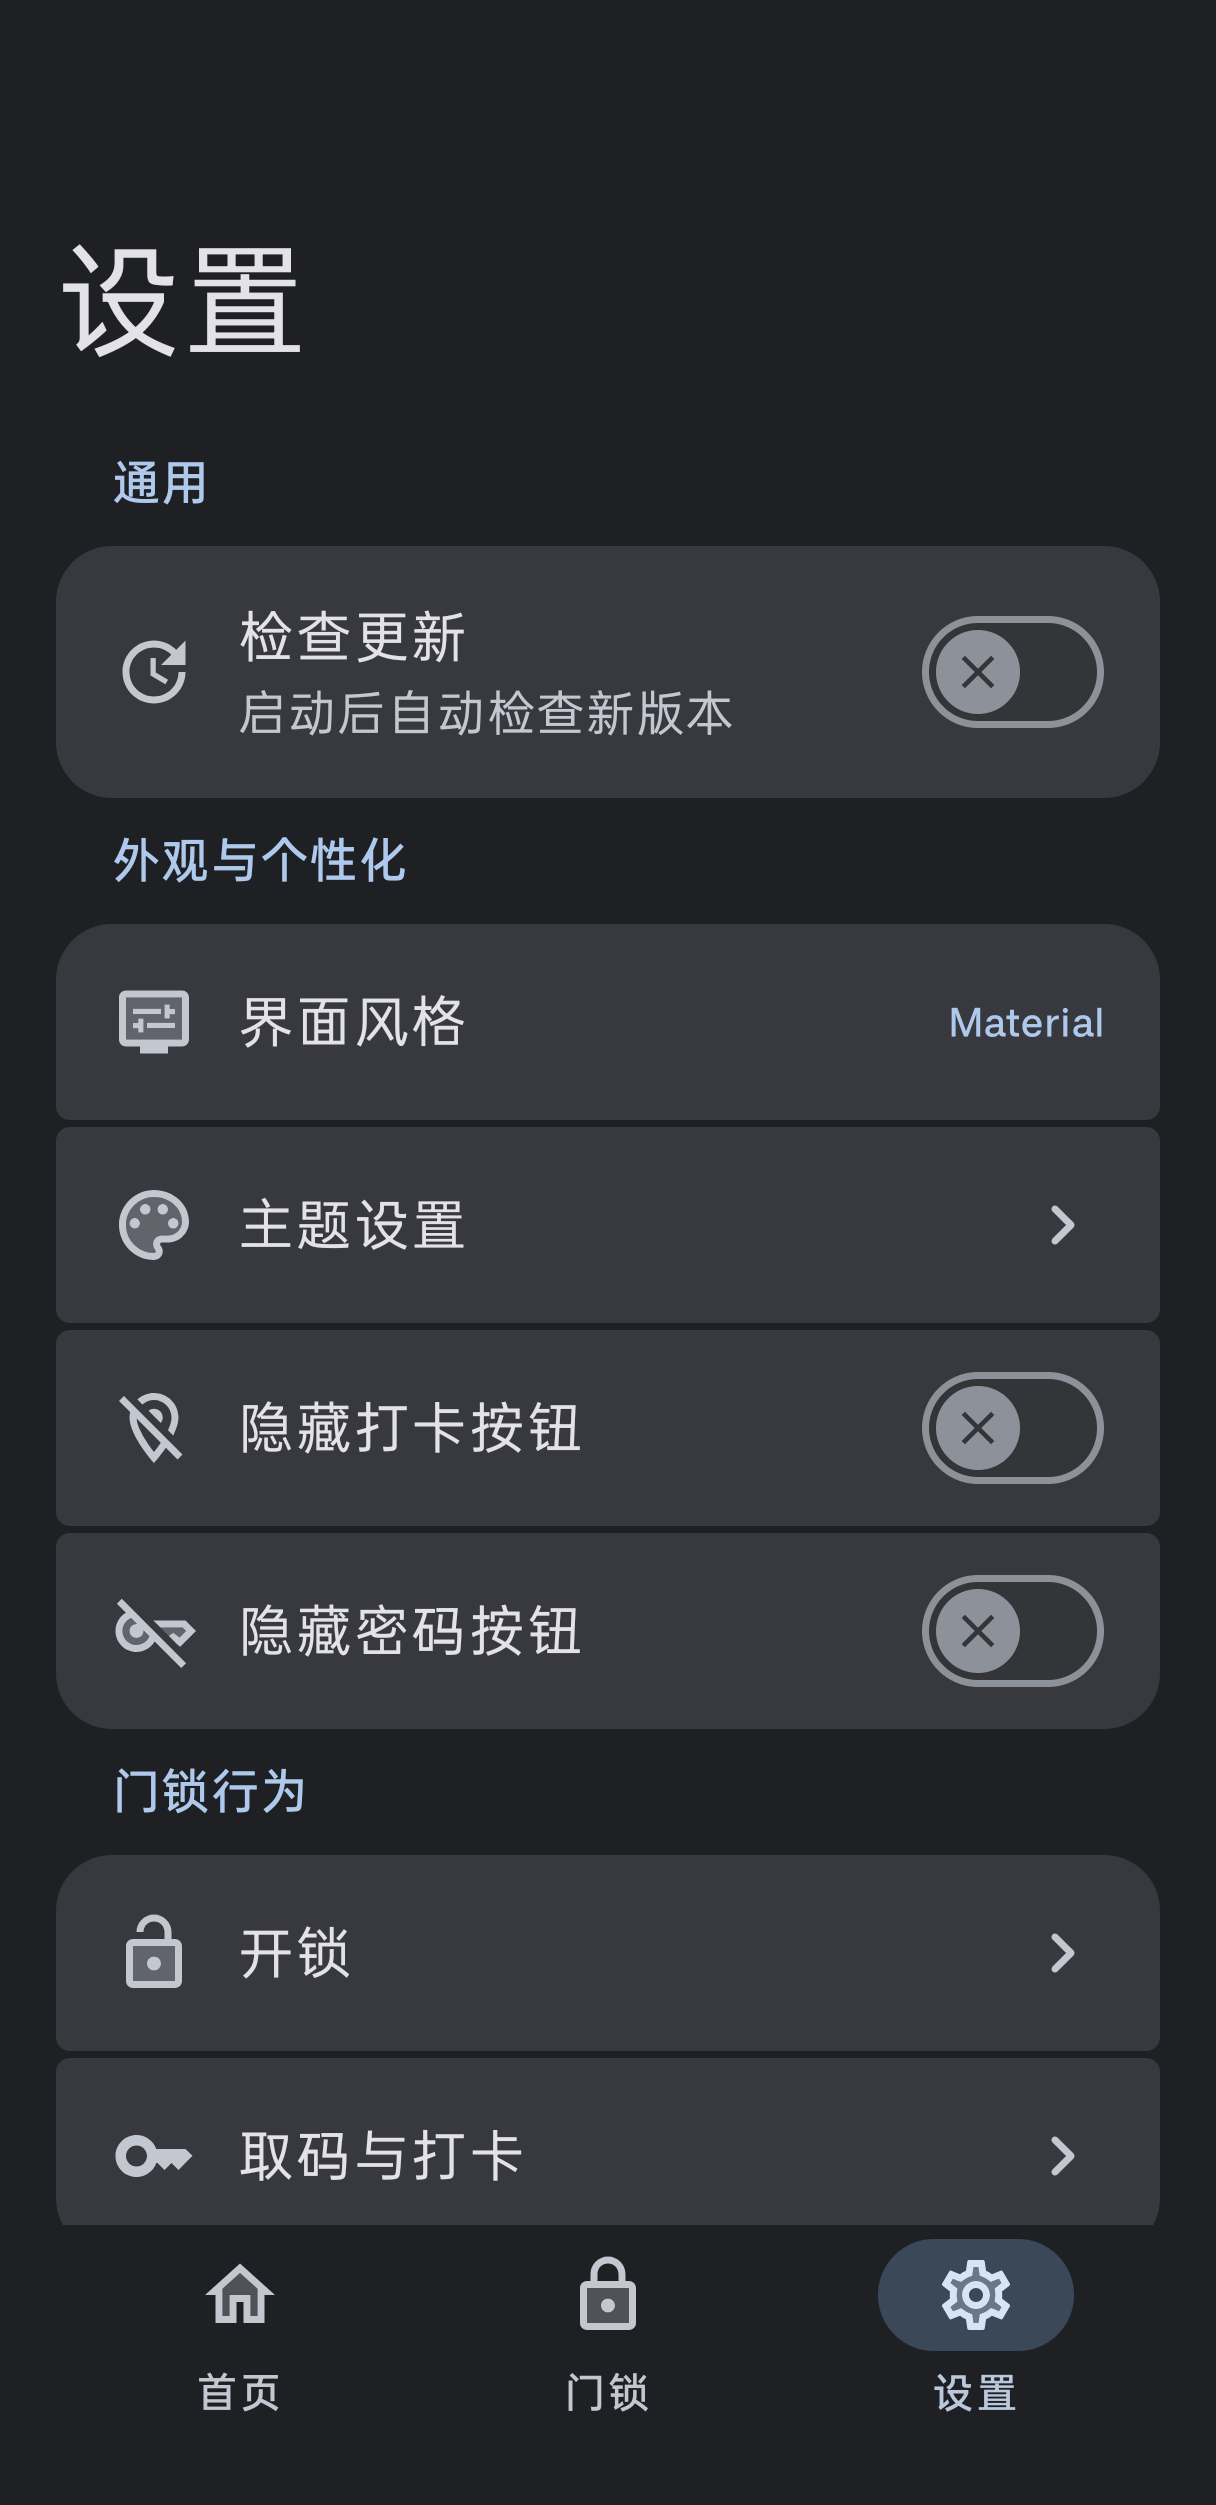 设置
通用
检查更新
启动后自动检查新版本
外观与个性化
界面风格
Material
主题设置
隐藏打卡按钮
隐藏密码按钮
门锁行为
开锁
取码与打卡
首页
门锁
设置